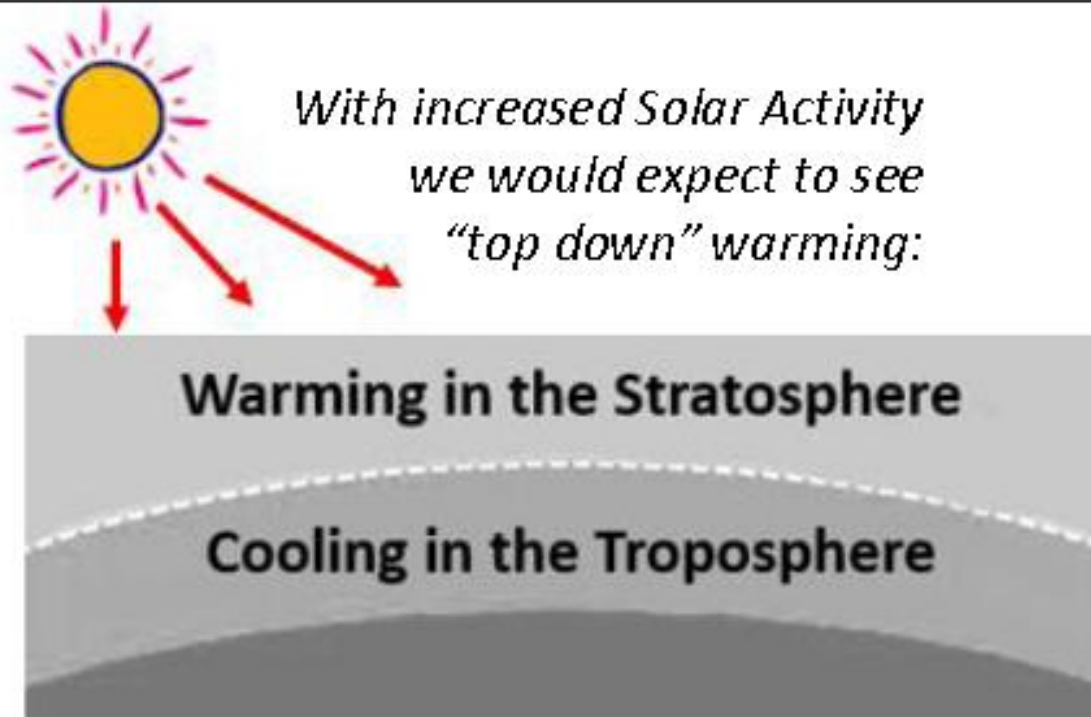 With increased Solar Activity
we would expect to see
“top down” warming:
Warming in the Stratosphere
Cooling in the Troposphere